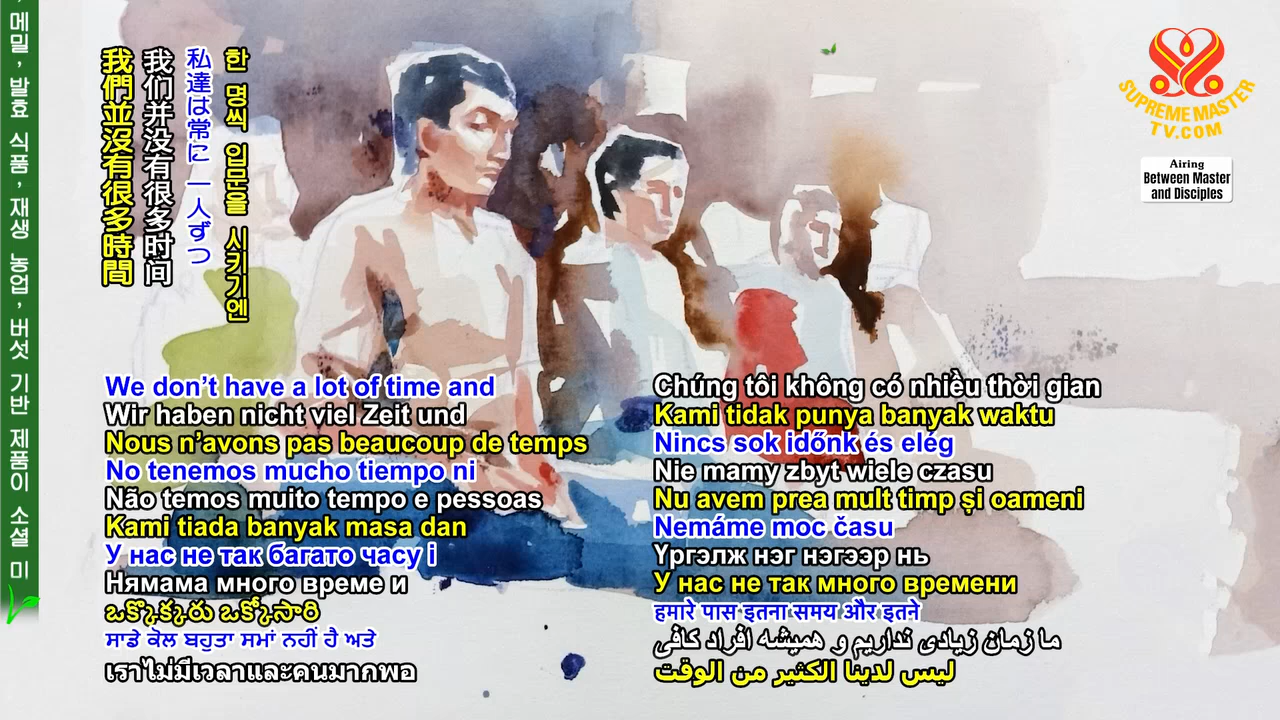 메밀, 발효 식품, 재생 농업, 버섯 기반 제품이 소셜 미
我們並沒有很多時間
我们并没有很多时间
私達は常に 一人ずつ
한 명씩 입문을 시키기엔
SUPREME MASTER
TV.COM
Airing
Between Master
and Disciples
We don’t have a lot of time and
Wir haben nicht viel Zeit und
Nous n’avons pas beaucoup de temps
No tenemos mucho tiempo ni
Não temos muito tempo e pessoas
Kami tiada banyak masa dan
У нас не так багато часу і
Нямама много време и
ఒక్కొక్కరు ఒక్కోసారి
ਸਾਡੇ ਕੋਲ ਬਹੁਤਾ ਸਮਾਂ ਨਹੀਂ ਹੈ ਅਤੇ
เราไม่มีเวลาและคนมากพอ
Chúng tôi không có nhiều thời gian
Kami tidak punya banyak waktu
Nincs sok időnk és elég
Nie mamy zbyt wiele czasu
Nu avem prea mult timp și oameni
Nemáme moc času
Үргэлж нэг нэгээр нь
У нас не так много времени
हमारे पास इतना समय और इतने
ما زمان زیادی نداریم و همیشه افراد کافی
ليس لدينا الكثير من الوقت